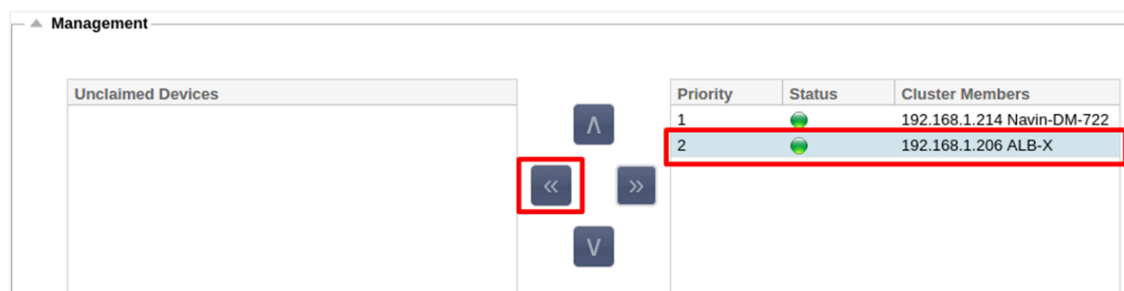 Management
Unclaimed Devices
Priority Status Cluster Members
1 192.168.1.214 Navin-DM-722
2 192.168.1.206 ALB-X